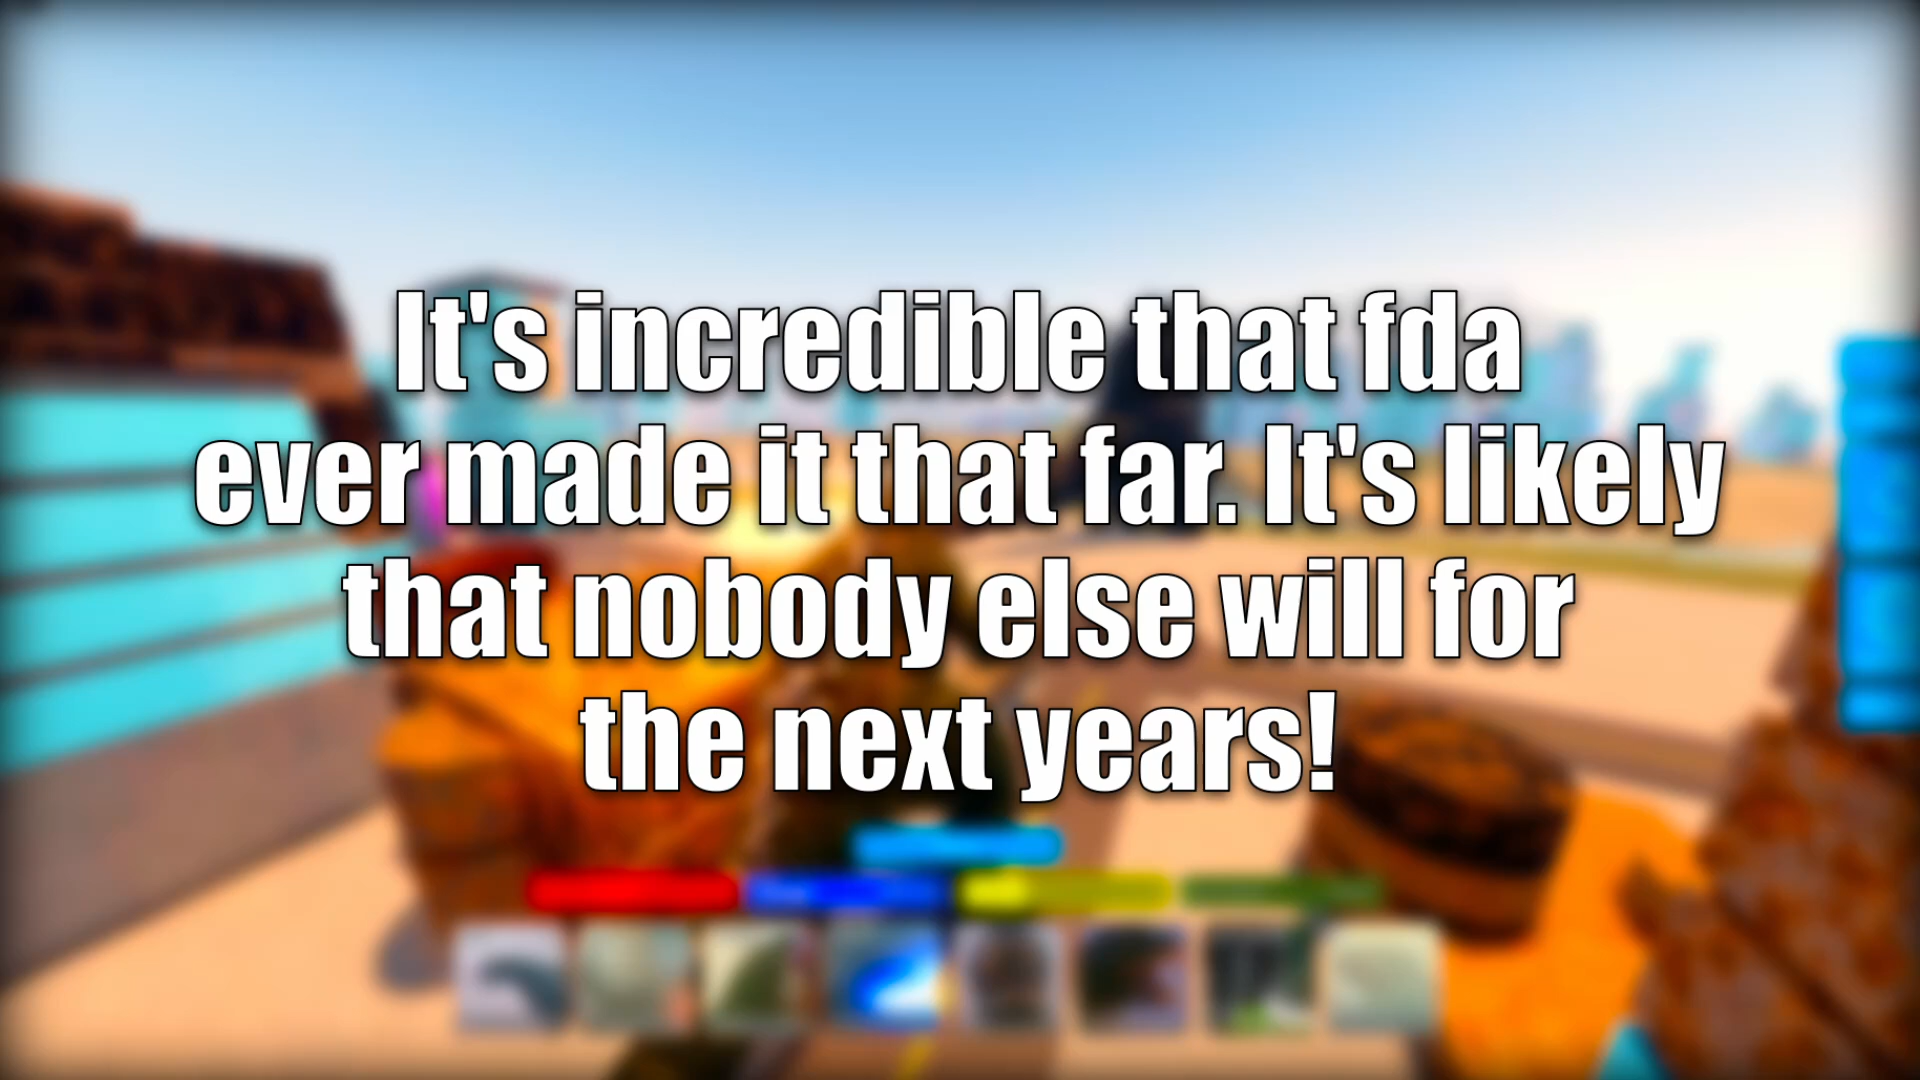 It's incredible that fda
ever made it that far. It's likely
that nobody else will for
the next years!